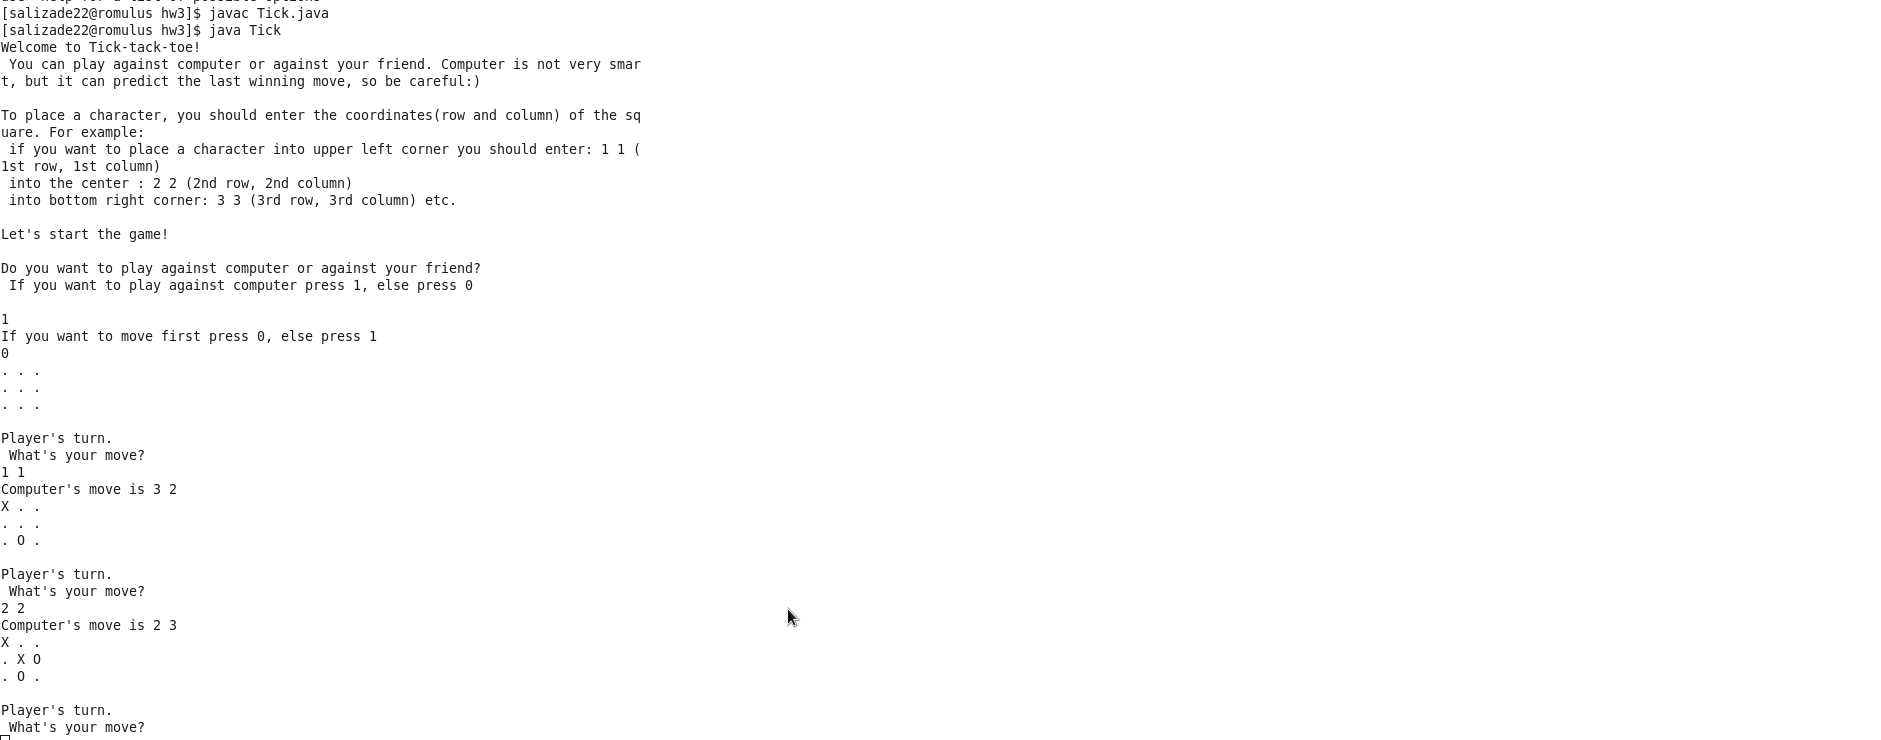 [salizade22@romulus hw3]$ javac Tick.java
[salizade22@romulus hw3]$ java Tick
Welcome to Tick-tack-toe!
 You can play against computer or against your friend. Computer is not very smar
t, but it can predict the last winning move, so be careful:)

To place a character, you should enter the coordinates(row and column) of the sq
uare. For example:
 if you want to place a character into upper left corner you should enter: 1 1 (
1st row, 1st column)
 into the center : 2 2 (2nd row, 2nd column)
 into bottom right corner: 3 3 (3rd row, 3rd column) etc.

Let's start the game!

Do you want to play against computer or against your friend?
 If you want to play against computer press 1, else press 0

1
If you want to move first press 0, else press 1
0
. . .
. . .
. . .

Player's turn.
 What's your move?
1 1
Computer's move is 3 2
X . .
. . .
. O .

Player's turn.
 What's your move?
2 2
Computer's move is 2 3
X . .
. X O
. O .

Player's turn.
 What's your move?